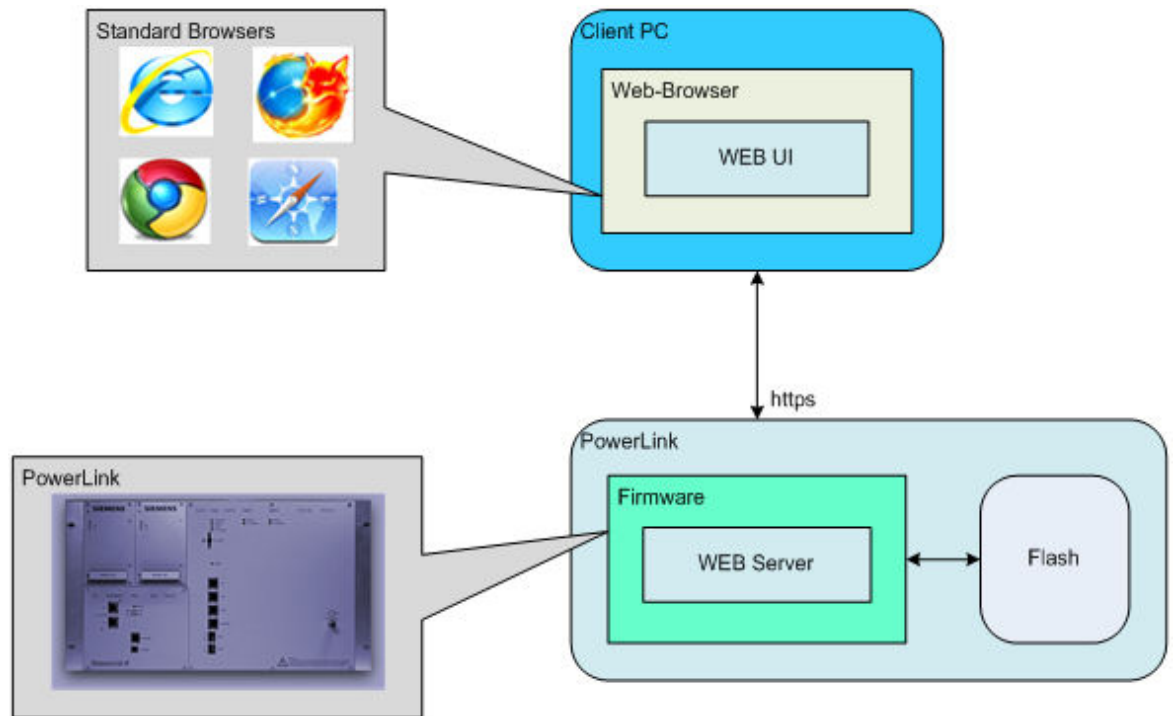 Standard Browsers
Client PC
Web-Browser
WEB UI
https
PowerLink
PowerLink
SIEMENS
SIEMENS
Firmware
WEB Server
Flash